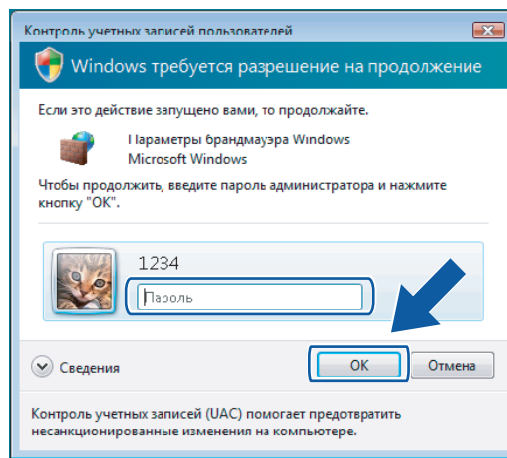 Контроль учетных записей пользователей
Windows требуется разрешение на продолжение
Если это действие запущено вами, то продолжайте.
Параметры брандмауэра Windows
Microsoft Windows
Чтобы продолжить, введите пароль администратора и нажмите
кнопку "ОК".
1234
Пароль
Сведения
ОК
Отмена
Контроль учетных записей (UAC) помогает предотвратить
несанкционированные изменения на компьютере.